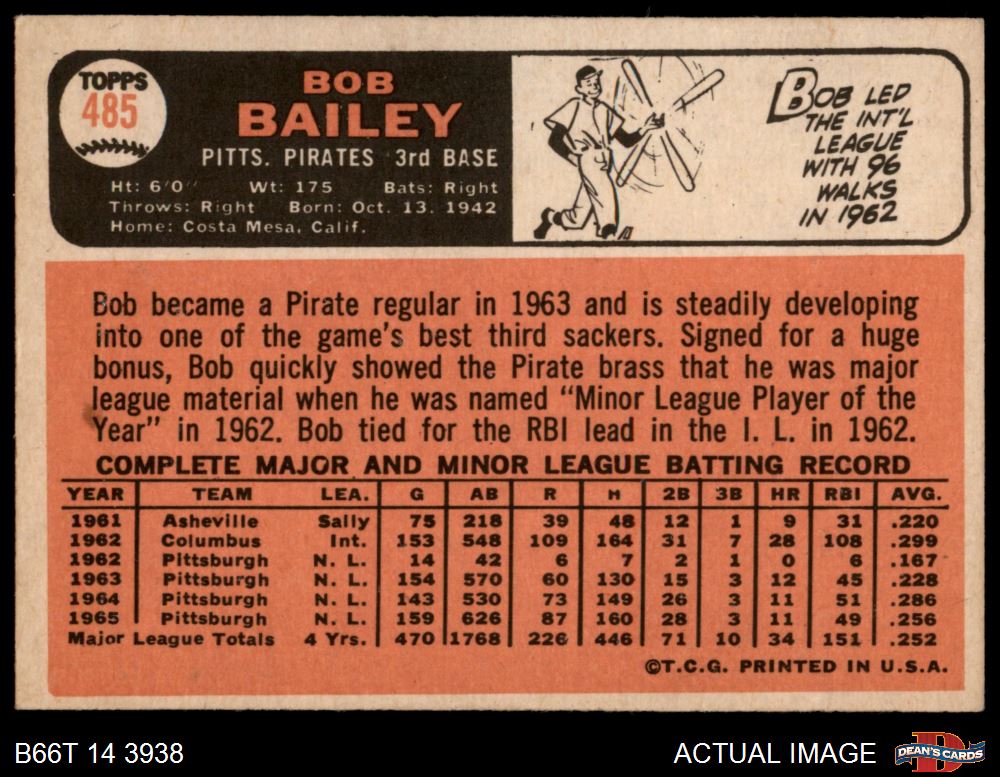 TOPPS
485
BOB
BAILEY
PITTS. PIRATES 3rd BASE
Ht: 6'0" Wt: 175 Bats: Right
Throws: Right Born: Oct. 13. 1942
Home: Costa Mesa, Calif.
BOB LED
THE INT'L
LEAGUE
WITH 96
WALKS
IN 1962
Bob became a Pirate regular in 1963 and is steadily developing
into one of the game's best third sackers. Signed for a huge
bonus, Bob quickly showed the Pirate brass that he was major
league material when he was named "Minor League Player of the
Year" in 1962. Bob tied for the RBI lead in the I. L. in 1962.
COMPLETE MAJOR AND MINOR LEAGUE BATTING RECORD
YEAR TEAM LEA. G AB R H 2B 3B HR RBI AVG.
1961 Asheville Sally 75 218 39 48 12 1 9 31 .220
1962 Columbus Int. 153 548 109 164 31 7 28 108 .299
1962 Pittsburgh N. L. 14 42 6 7 2 1 0 6 .167
1963 Pittsburgh N. L. 154 570 60 130 15 3 12 45 .228
1964 Pittsburgh N. L. 143 530 73 149 26 3 11 51 .286
1965 Pittsburgh N. L. 159 626 87 160 28 3 11 49 .256
Major League Totals 4 Yrs. 470 1768 226 446 71 10 34 151 .252
©T.C.G. PRINTED IN U.S.A.
B66T 14 3938
ACTUAL IMAGE
DEAN'S CARDS